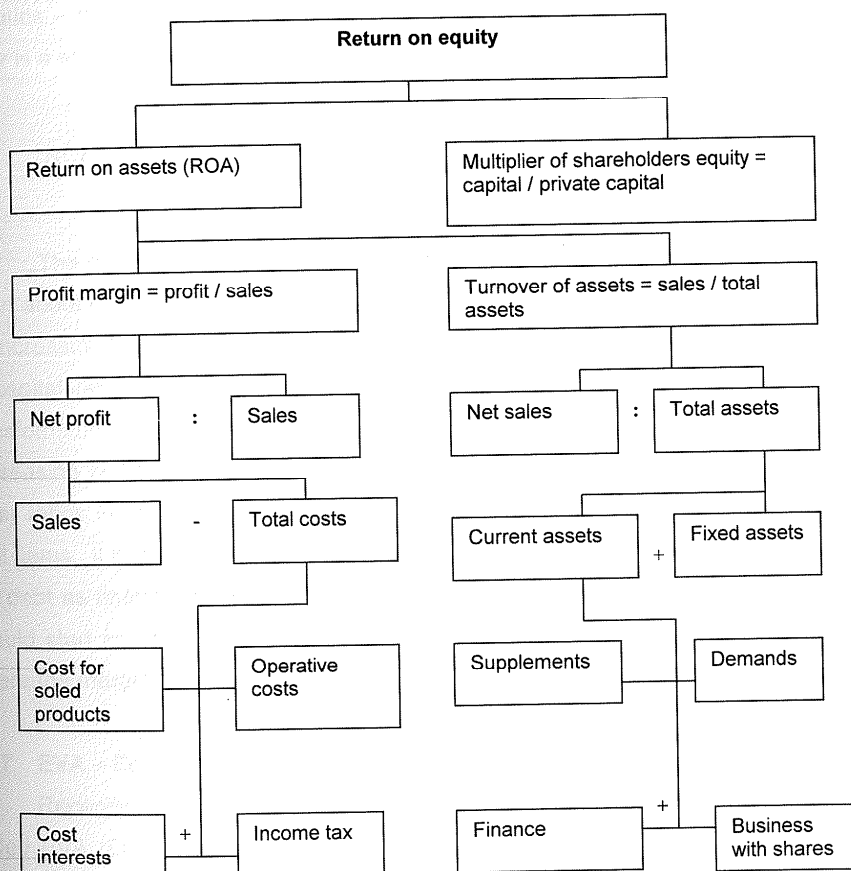 Return on equity
Return on assets (ROA)
Multiplier of shareholders equity =
capital / private capital
Profit margin = profit / sales
Turnover of assets = sales / total
assets
Net profit
:
Sales
Net sales
:
Total assets
Sales
-
Total costs
Current assets
+
Fixed assets
Cost for
soled
products
Operative
costs
Supplements
Demands
Cost
interests
+
Income tax
Finance
+
Business
with shares